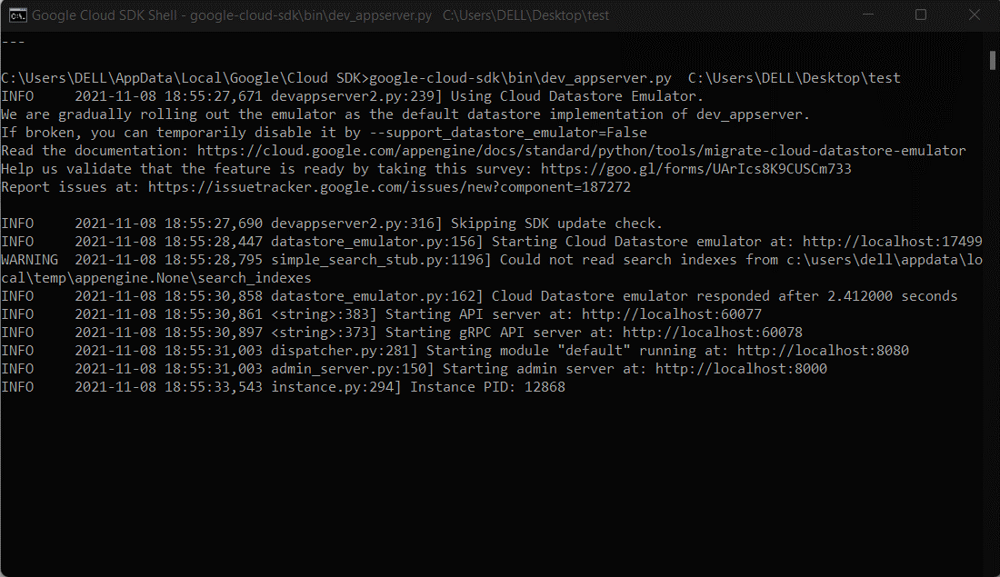 Google Cloud SDK Shell - google-cloud-sdk\bin\dev_appserver.py  C:\Users\DELL\Desktop\test
---
C:\Users\DELL\AppData\Local\Google\Cloud SDK>google-cloud-sdk\bin\dev_appserver.py  C:\Users\DELL\Desktop\test
INFO     2021-11-08 18:55:27,671 devappserver2.py:239] Using Cloud Datastore Emulator.
We are gradually rolling out the emulator as the default datastore implementation of dev_appserver.
If broken, you can temporarily disable it by --support_datastore_emulator=False
Read the documentation: https://cloud.google.com/appengine/docs/standard/python/tools/migrate-cloud-datastore-emulator
Help us validate that the feature is ready by taking this survey: https://goo.gl/forms/UArIcs8K9CUSCm733
Report issues at: https://issuetracker.google.com/issues/new?component=187272
INFO     2021-11-08 18:55:27,690 devappserver2.py:316] Skipping SDK update check.
INFO     2021-11-08 18:55:28,447 datastore_emulator.py:156] Starting Cloud Datastore emulator at: http://localhost:17499
WARNING  2021-11-08 18:55:28,795 simple_search_stub.py:1196] Could not read search indexes from c:\users\dell\appdata\lo
cal\temp\appengine.None\search_indexes
INFO     2021-11-08 18:55:30,858 datastore_emulator.py:162] Cloud Datastore emulator responded after 2.412000 seconds
INFO     2021-11-08 18:55:30,861 <string>:383] Starting API server at: http://localhost:60077
INFO     2021-11-08 18:55:30,897 <string>:373] Starting gRPC API server at: http://localhost:60078
INFO     2021-11-08 18:55:31,003 dispatcher.py:281] Starting module "default" running at: http://localhost:8080
INFO     2021-11-08 18:55:31,003 admin_server.py:150] Starting admin server at: http://localhost:8000
INFO     2021-11-08 18:55:33,543 instance.py:294] Instance PID: 12868